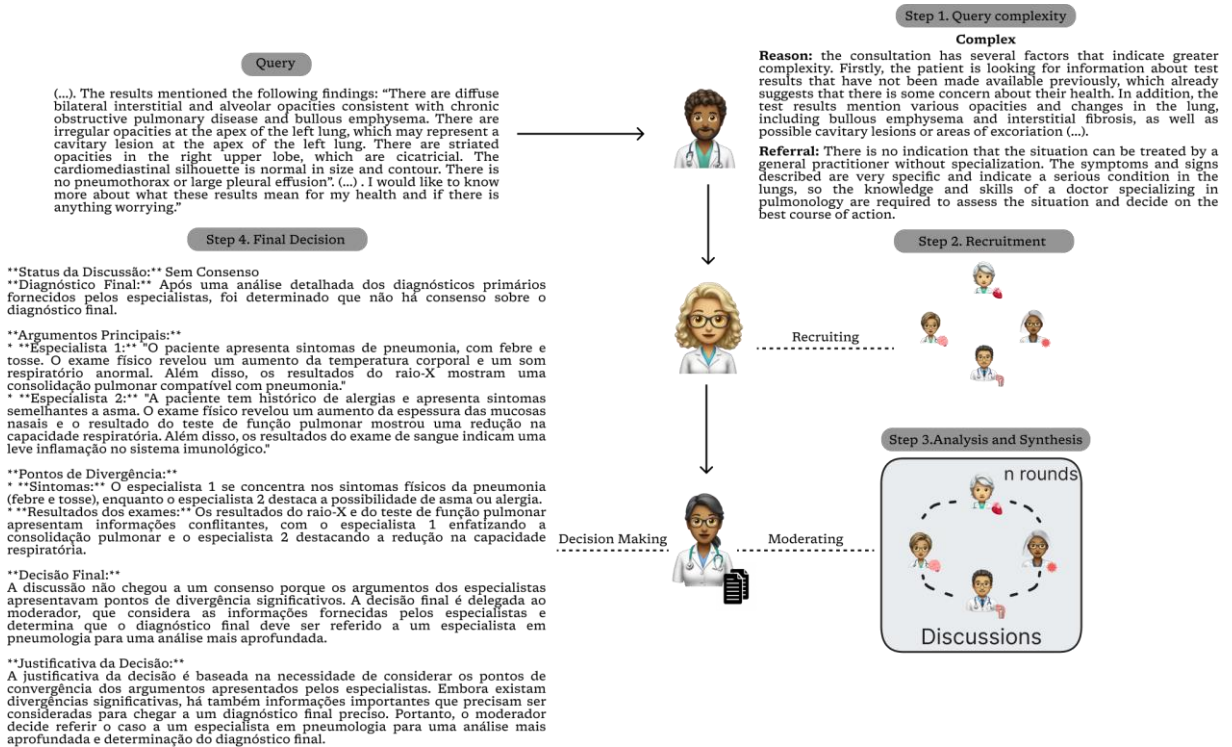 Query
(...). The results mentioned the following findings: “There are diffuse
bilateral interstitial and alveolar opacities consistent with chronic
obstructive pulmonary disease and bullous emphysema. There are
irregular opacities at the apex of the left lung, which may represent a
cavitary lesion at the apex of the left lung. There are striated
opacities in the right upper lobe, which are cicatricial. The
cardiomediastinal silhouette is normal in size and contour. There
is no pneumothorax or large pleural effusion”. (...) . I would like to know
more about what these results mean for my health and if there is
anything worrying.”
Step 1. Query complexity
Complex
Reason: the consultation has several factors that indicate greater
complexity. Firstly, the patient is looking for information about test
results that have not been made available previously, which already
suggests that there is some concern about their health. In addition, the
test results mention various opacities and changes in the lung,
including bullous emphysema and interstitial fibrosis, as well as
possible cavitary lesions or areas of excoriation (...).
Referral: There is no indication that the situation can be treated by a
general practitioner without specialization. The symptoms and signs
described are very specific and indicate a serious condition in the
lungs, so the knowledge and skills of a doctor specializing in
pulmonology are required to assess the situation and decide on the
best course of action.
Step 2. Recruitment
Recruiting
Step 3.Analysis and Synthesis
n rounds
Discussions
Moderating
Decision Making
Step 4. Final Decision
**Status da Discussão:** Sem Consenso
**Diagnóstico Final:** Após uma análise detalhada dos diagnósticos primários
fornecidos pelos especialistas, foi determinado que não há consenso sobre o
diagnóstico final.
**Argumentos Principais:**
* **Especialista 1:** "O paciente apresenta sintomas de pneumonia, com febre e
tosse. O exame físico revelou um aumento da temperatura corporal e um som
respiratório anormal. Além disso, os resultados do raio-X mostram uma
consolidação pulmonar compatível com pneumonia."
* **Especialista 2:** "A paciente tem histórico de alergias e apresenta sintomas
semelhantes a asma. O exame físico revelou um aumento da espessura das mucosas
nasais e o resultado do teste de função pulmonar mostrou uma redução na
capacidade respiratória. Além disso, os resultados do exame de sangue indicam uma
leve inflamação no sistema imunológico."
**Pontos de Divergência:**
* **Sintomas:** O especialista 1 se concentra nos sintomas físicos da pneumonia
(febre e tosse), enquanto o especialista 2 destaca a possibilidade de asma ou alergia.
* **Resultados dos exames:** Os resultados do raio-X e do teste de função pulmonar
apresentam informações conflitantes, com o especialista 1 enfatizando a
consolidação pulmonar e o especialista 2 destacando a redução na capacidade
respiratória.
**Decisão Final:**
A discussão não chegou a um consenso porque os argumentos dos especialistas
apresentavam pontos de divergência significativos. A decisão final é delegada ao
moderador, que considera as informações fornecidas pelos especialistas e
determina que o diagnóstico final deve ser referido a um especialista em
pneumologia para uma análise mais aprofundada.
**Justificativa da Decisão:**
A justificativa da decisão é baseada na necessidade de considerar os pontos de
convergência dos argumentos apresentados pelos especialistas. Embora existam
divergências significativas, há também informações importantes que precisam ser
consideradas para chegar a um diagnóstico final preciso. Portanto, o moderador
decide referir o caso a um especialista em pneumologia para uma análise mais
aprofundada e determinação do diagnóstico final.